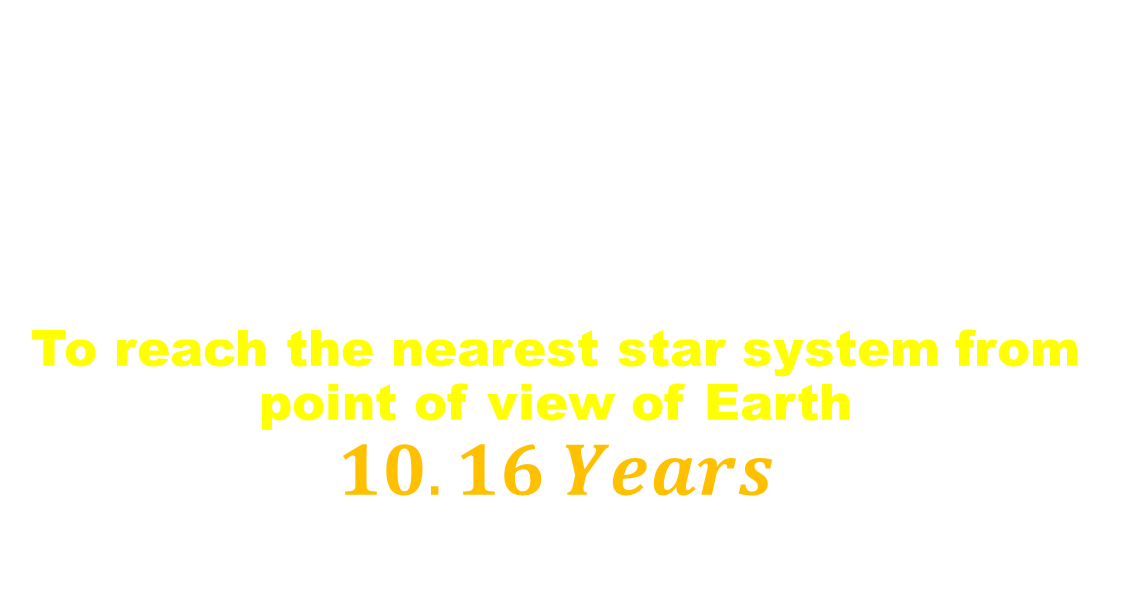 To reach the nearest star system from
point of view of Earth
10.16 Years